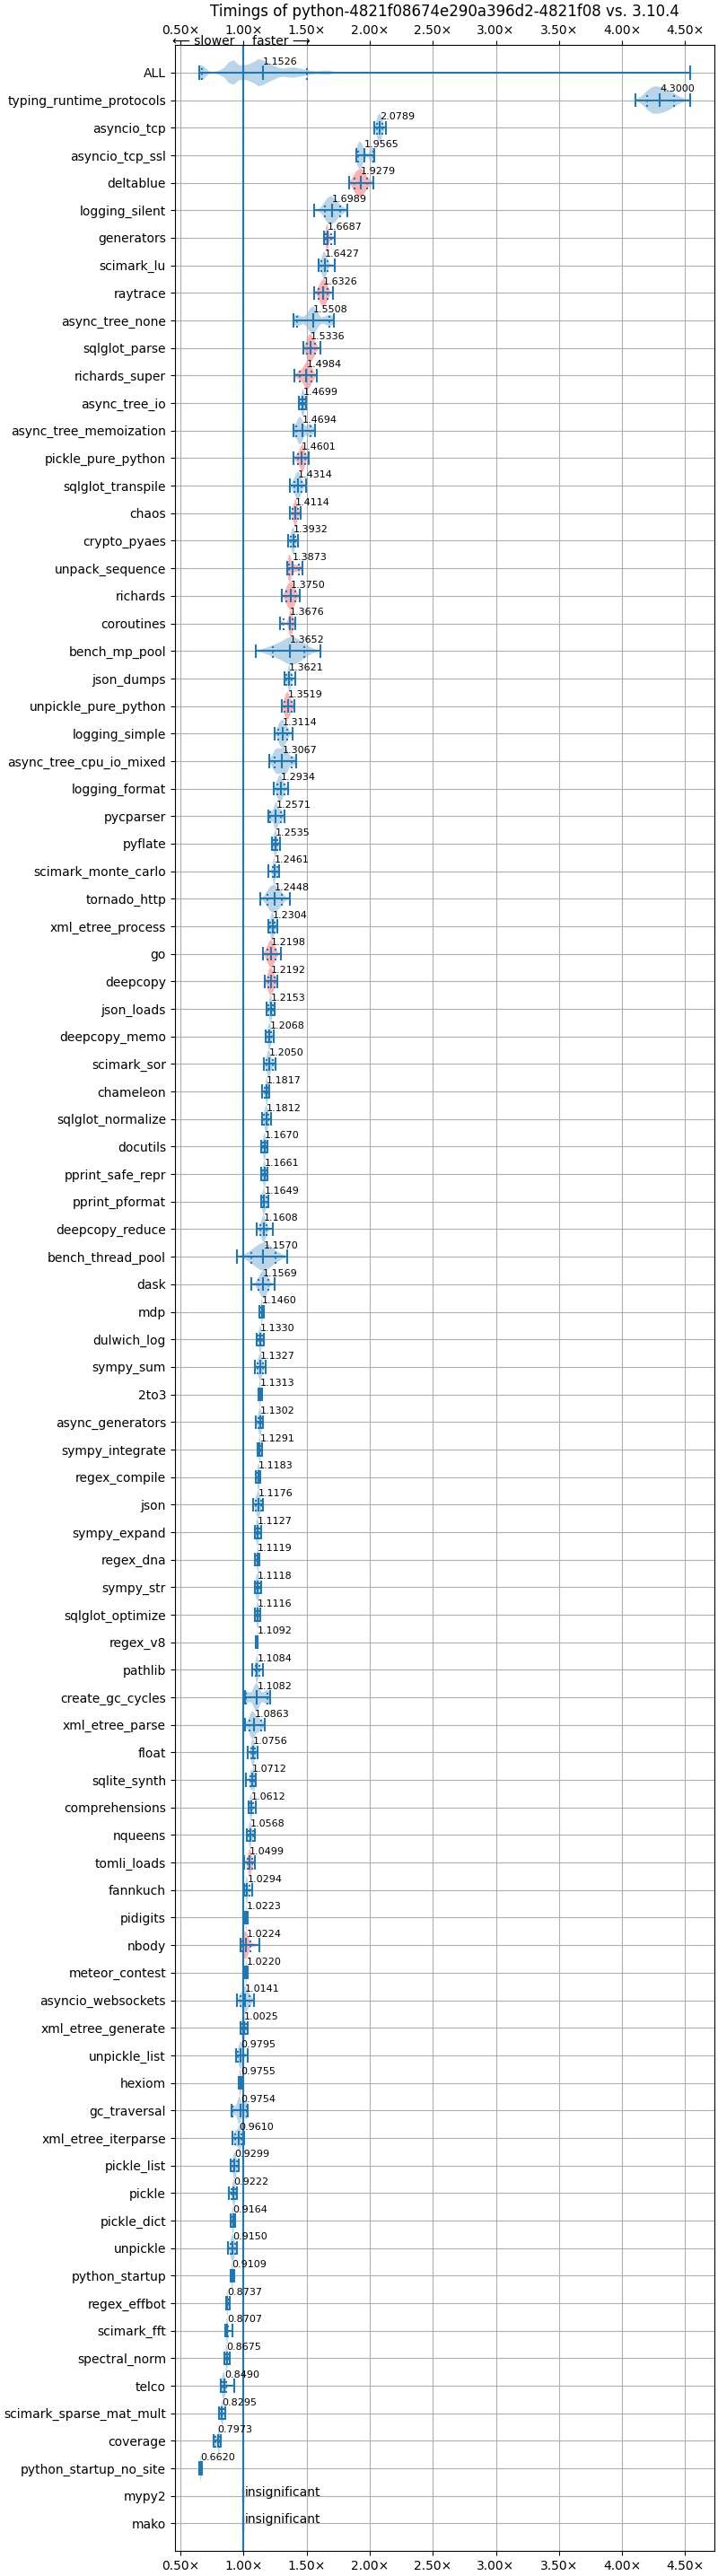 Timings of python-4821f08674e290a396d2-4821f08 vs. 3.10.4
0.50× 1.00× 1.50× 2.00× 2.50× 3.00× 3.50× 4.00× 4.50×
⟵ slower faster ⟶
ALL 1.1526
typing_runtime_protocols 4.3000
asyncio_tcp 2.0789
asyncio_tcp_ssl 1.9565
deltablue 1.9279
logging_silent 1.6989
generators 1.6687
scimark_lu 1.6427
raytrace 1.6326
async_tree_none 1.5508
sqlglot_parse 1.5336
richards_super 1.4984
async_tree_io 1.4699
async_tree_memoization 1.4694
pickle_pure_python 1.4601
sqlglot_transpile 1.4314
chaos 1.4114
crypto_pyaes 1.3932
unpack_sequence 1.3873
richards 1.3750
coroutines 1.3676
bench_mp_pool 1.3652
json_dumps 1.3621
unpickle_pure_python 1.3519
logging_simple 1.3114
async_tree_cpu_io_mixed 1.3067
logging_format 1.2934
pycparser 1.2571
pyflate 1.2535
scimark_monte_carlo 1.2461
tornado_http 1.2448
xml_etree_process 1.2304
go 1.2198
deepcopy 1.2192
json_loads 1.2153
deepcopy_memo 1.2068
scimark_sor 1.2050
chameleon 1.1817
sqlglot_normalize 1.1812
docutils 1.1670
pprint_safe_repr 1.1661
pprint_pformat 1.1649
deepcopy_reduce 1.1608
bench_thread_pool 1.1570
dask 1.1569
mdp 1.1460
dulwich_log 1.1330
sympy_sum 1.1327
2to3 1.1313
async_generators 1.1302
sympy_integrate 1.1291
regex_compile 1.1183
json 1.1176
sympy_expand 1.1127
regex_dna 1.1119
sympy_str 1.1118
sqlglot_optimize 1.1116
regex_v8 1.1092
pathlib 1.1084
create_gc_cycles 1.1082
xml_etree_parse 1.0863
float 1.0756
sqlite_synth 1.0712
comprehensions 1.0612
nqueens 1.0568
tomli_loads 1.0499
fannkuch 1.0294
pidigits 1.0223
nbody 1.0224
meteor_contest 1.0220
asyncio_websockets 1.0141
xml_etree_generate 1.0025
unpickle_list 0.9795
hexiom 0.9755
gc_traversal 0.9754
xml_etree_iterparse 0.9610
pickle_list 0.9299
pickle 0.9222
pickle_dict 0.9164
unpickle 0.9150
python_startup 0.9109
regex_effbot 0.8737
scimark_fft 0.8707
spectral_norm 0.8675
telco 0.8490
scimark_sparse_mat_mult 0.8295
coverage 0.7973
python_startup_no_site 0.6620
mypy2 insignificant
mako insignificant
0.50× 1.00× 1.50× 2.00× 2.50× 3.00× 3.50× 4.00× 4.50×